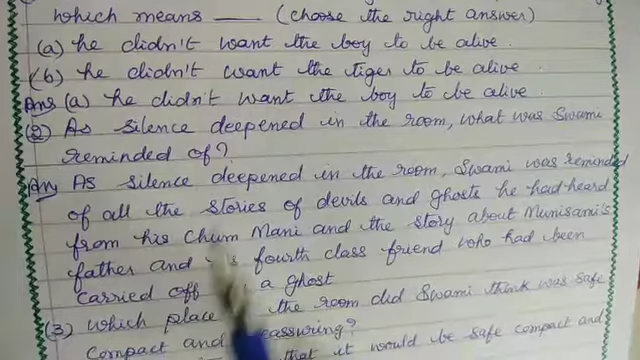 which means ___ (choose the right answer)
(a) he didn't want the boy to be alive.
(b) he didn't want the tiger to be alive.
Ans (a) he didn't want the boy to be alive.
(2) As silence deepened in the room, what was Swami
reminded of?
Ans As silence deepened in the room, Swami was reminded
of all the stories of devils and ghosts he had heard
from his chum Mani and the story about Munisami's
father and fourth class friend who had been
carried off a ghost
(3) which place the room did Swami think was safe
compact and reassuring?
that it would be safe compact and